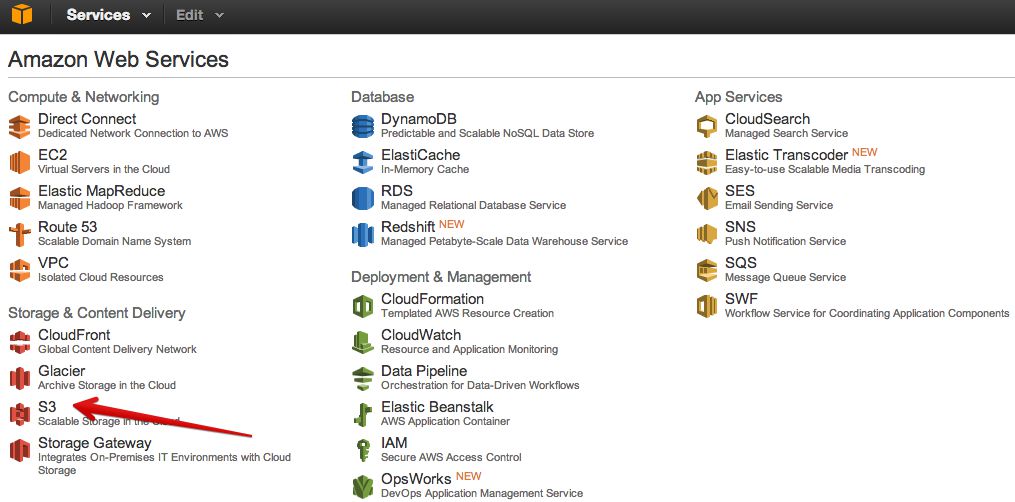 Services Edit
Amazon Web Services
Compute & Networking
Direct Connect
Dedicated Network Connection to AWS
EC2
Virtual Servers in the Cloud
Elastic MapReduce
Managed Hadoop Framework
Route 53
Scalable Domain Name System
VPC
Isolated Cloud Resources
Storage & Content Delivery
CloudFront
Global Content Delivery Network
Glacier
Archive Storage in the Cloud
S3
Scalable Storage in the Cloud
Storage Gateway
Integrates On-Premises IT Environments with Cloud
Storage
Database
DynamoDB
Predictable and Scalable NoSQL Data Store
ElastiCache
In-Memory Cache
RDS
Managed Relational Database Service
Redshift NEW
Managed Petabyte-Scale Data Warehouse Service
Deployment & Management
CloudFormation
Templated AWS Resource Creation
CloudWatch
Resource and Application Monitoring
Data Pipeline
Orchestration for Data-Driven Workflows
Elastic Beanstalk
AWS Application Container
IAM
Secure AWS Access Control
OpsWorks NEW
DevOps Application Management Service
App Services
CloudSearch
Managed Search Service
Elastic Transcoder NEW
Easy-to-use Scalable Media Transcoding
SES
Email Sending Service
SNS
Push Notification Service
SQS
Message Queue Service
SWF
Workflow Service for Coordinating Application Components